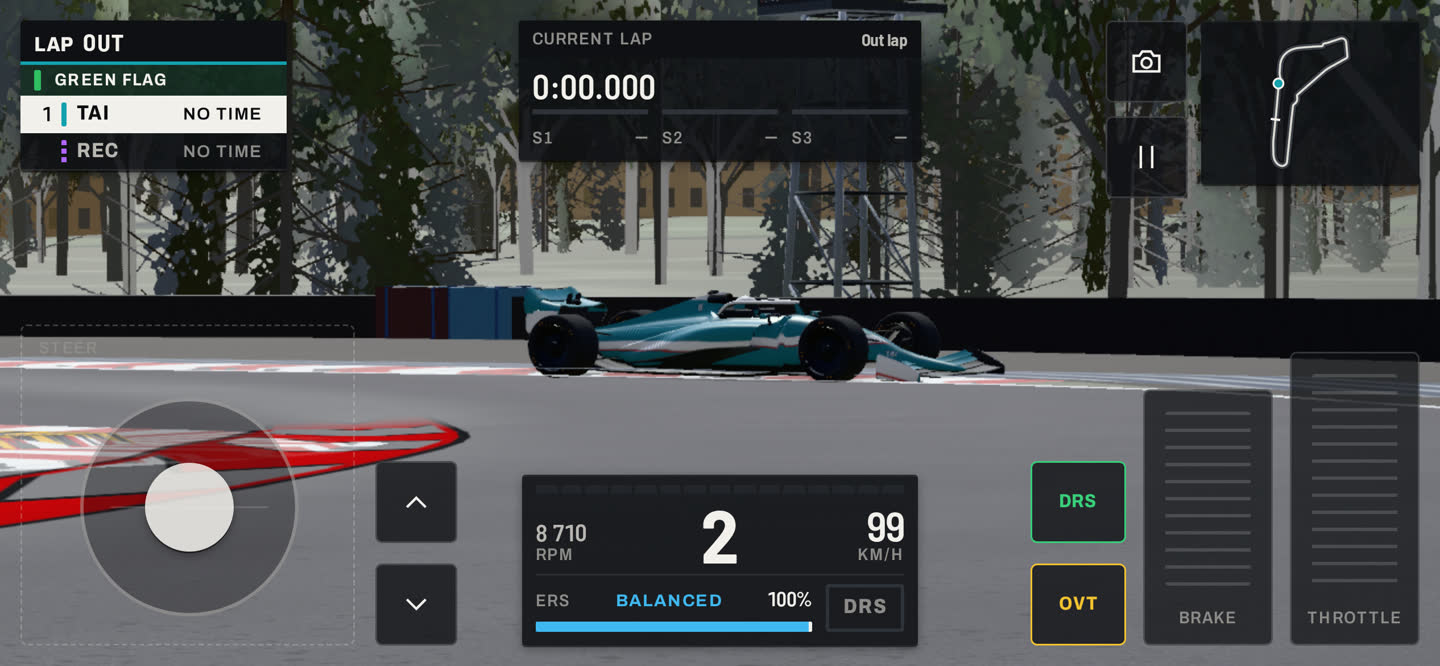 LAP OUT
GREEN FLAG
1 TAI NO TIME
REC NO TIME
CURRENT LAP Out lap
0:00.000
S1 – S2 – S3 –
STEER
8 710
RPM
2
99
KM/H
ERS BALANCED 100% DRS
DRS
OVT
BRAKE
THROTTLE